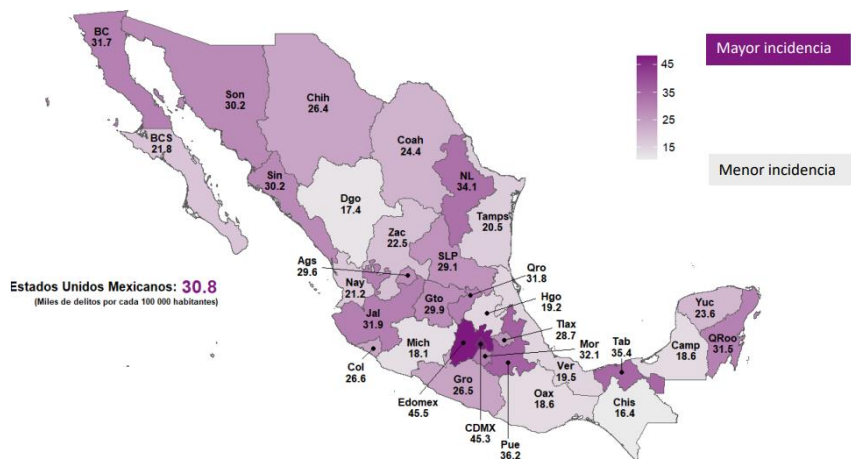 BC
31.7
Son
30.2
Chih
26.4
Coah
24.4
BCS
21.8
Sin
30.2
Dgo
17.4
NL
34.1
Tamps
20.5
Zac
22.5
SLP
29.1
Ags
29.6
Nay
21.2
Jal
31.9
Gto
29.9
Qro
31.8
Hgo
19.2
Tlax
28.7
Mor
32.1
Mich
18.1
Col
26.6
Edomex
45.5
Gro
26.5
CDMX
45.3
Pue
36.2
Ver
19.5
Oax
18.6
Tab
35.4
Chis
16.4
Camp
18.6
Yuc
23.6
QRoo
31.5
Estados Unidos Mexicanos: 30.8
(Miles de delitos por cada 100 000 habitantes)
45
35
25
15
Mayor incidencia
Menor incidencia